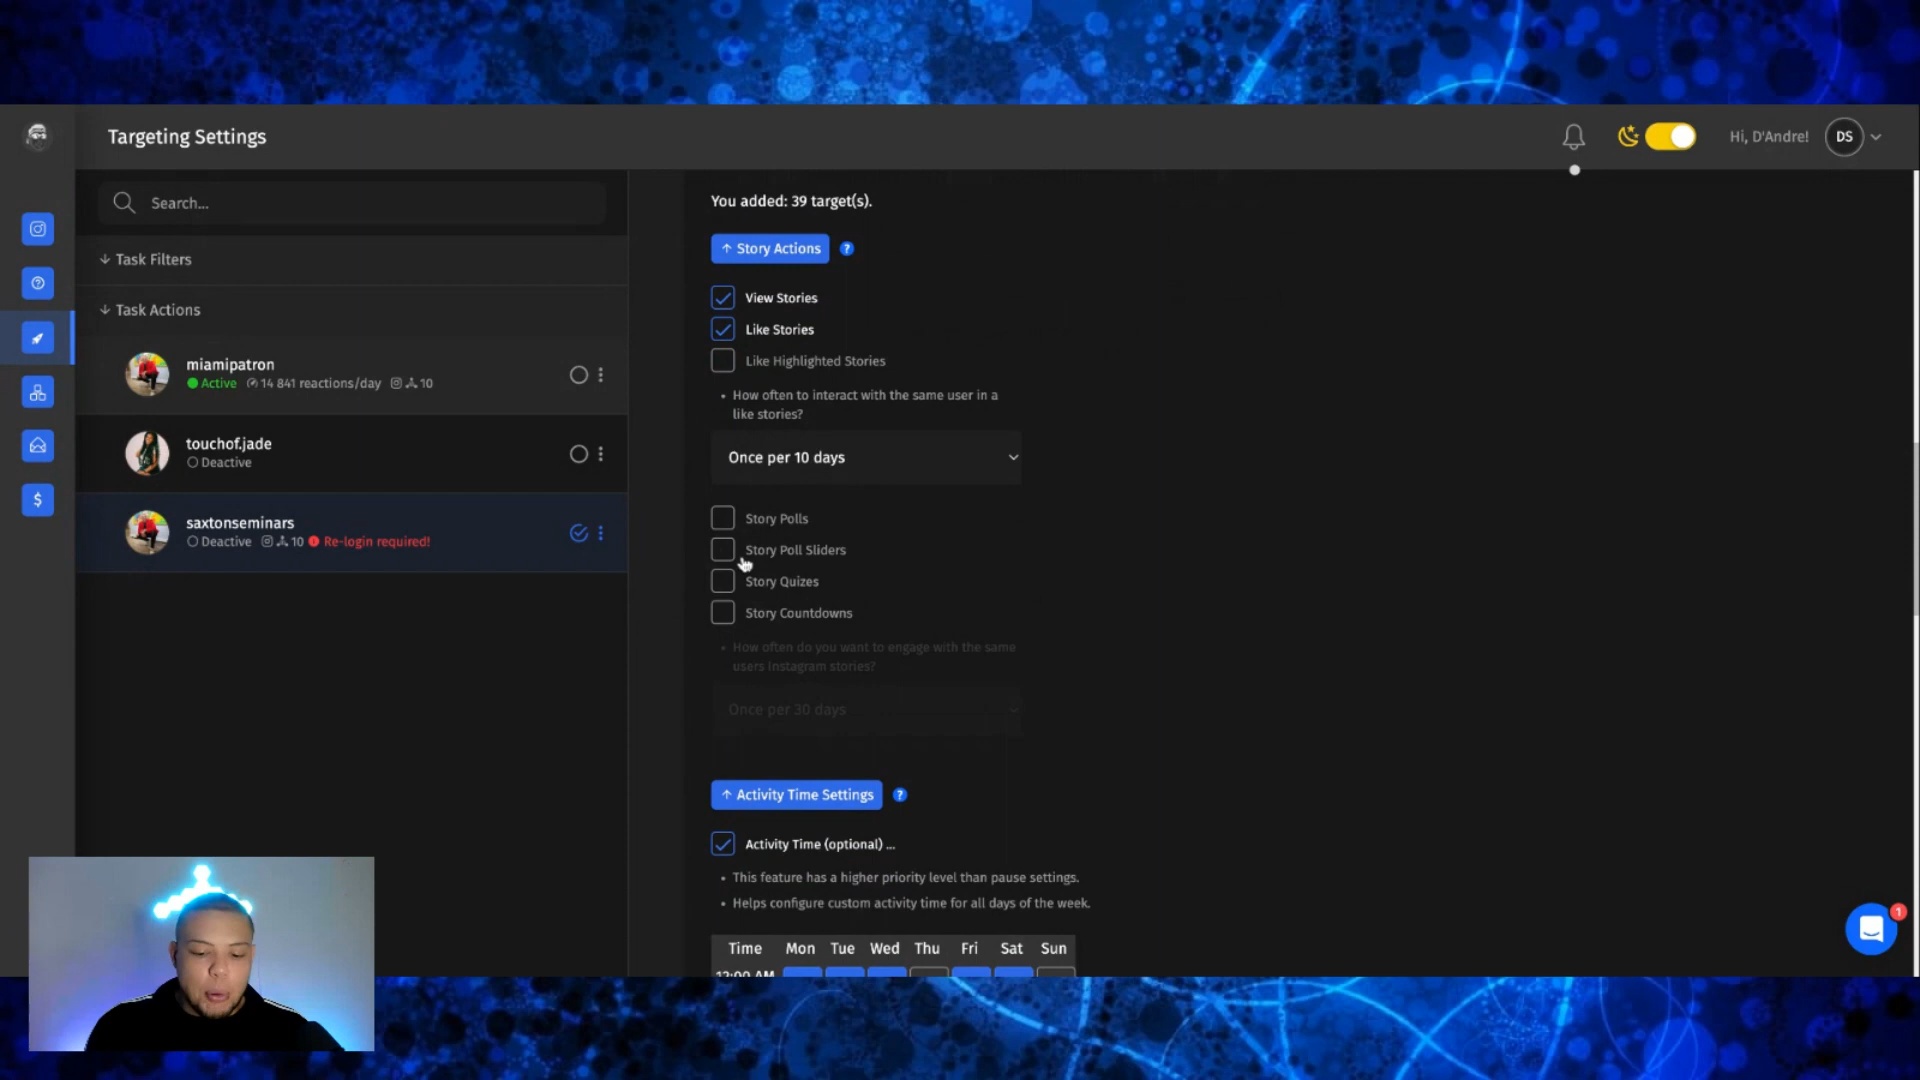 Targeting Settings
Hi, D'Andre!
DS
Search...
↓ Task Filters
↓ Task Actions
miamipatron
Active 14 841 reactions/day 10
touchof.jade
Deactive
saxtonseminars
Deactive 10 Re-login required!
You added: 39 target(s).
↑ Story Actions ?
View Stories
Like Stories
Like Highlighted Stories
• How often to interact with the same user in a
like stories?
Once per 10 days
Story Polls
Story Poll Sliders
Story Quizes
Story Countdowns
• How often do you want to engage with the same
users Instagram stories?
Once per 30 days
↑ Activity Time Settings ?
Activity Time (optional) ...
• This feature has a higher priority level than pause settings.
• Helps configure custom activity time for all days of the week.
Time Mon Tue Wed Thu Fri Sat Sun
12:00 AM
1